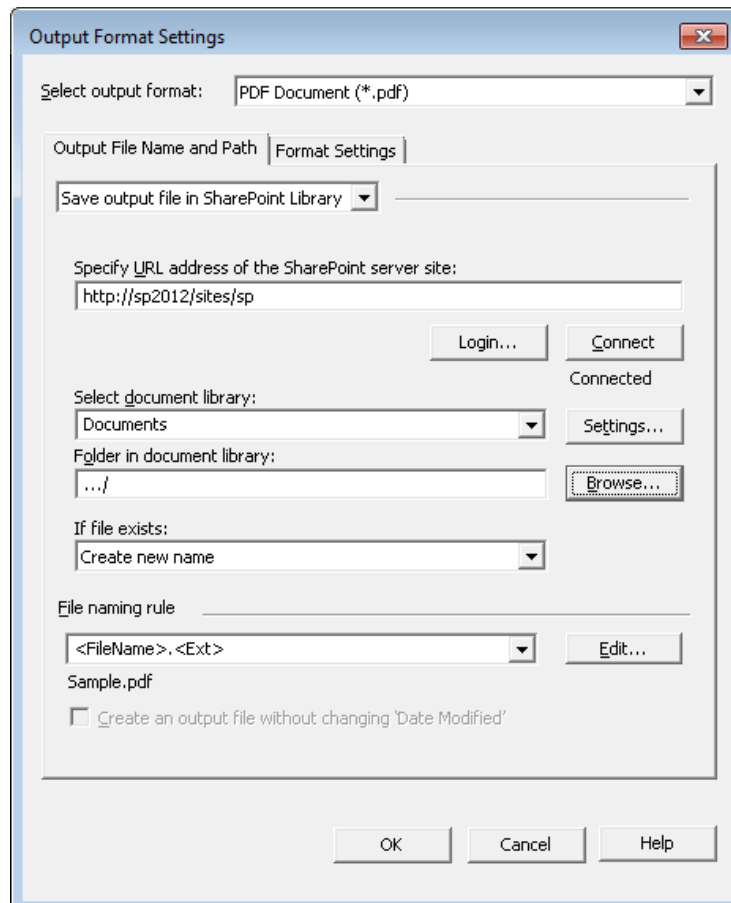 Output Format Settings
Select output format: PDF Document (*.pdf)
Output File Name and Path Format Settings
Save output file in SharePoint Library
Specify URL address of the SharePoint server site:
http://sp2012/sites/sp
Login... Connect
Connected
Select document library:
Documents Settings...
Folder in document library:
.../ Browse...
If file exists:
Create new name
File naming rule
<FileName>.<Ext> Edit...
Sample.pdf
Create an output file without changing 'Date Modified'
OK Cancel Help